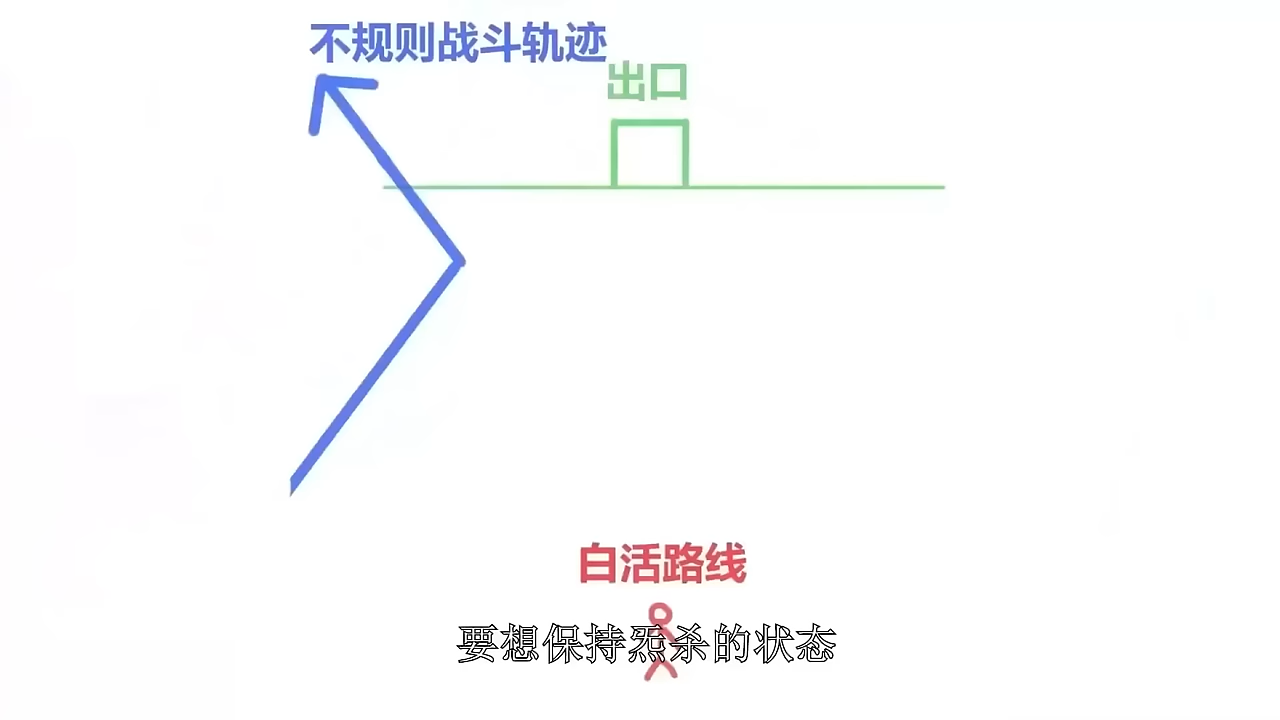 不规则战斗轨迹
出口
白活路线
要想保持炁杀的状态